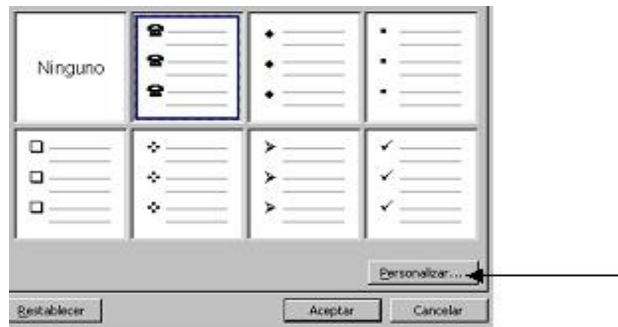 Ninguno
Personalizar...
Restablecer
Aceptar
Cancelar